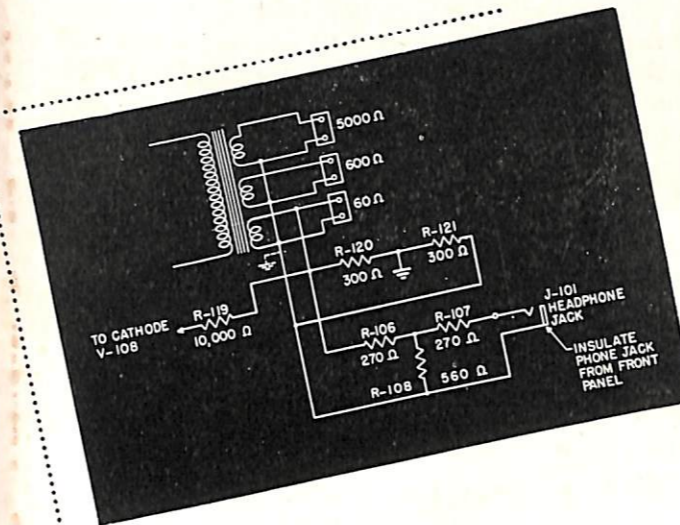 5000 Ω
600 Ω
60 Ω
R-120
300 Ω
R-121
300 Ω
TO CATHODE
V-108
R-119
10,000 Ω
R-106
270 Ω
R-107
270 Ω
R-108
560 Ω
J-101
HEADPHONE
JACK
INSULATE
PHONE JACK
FROM FRONT
PANEL